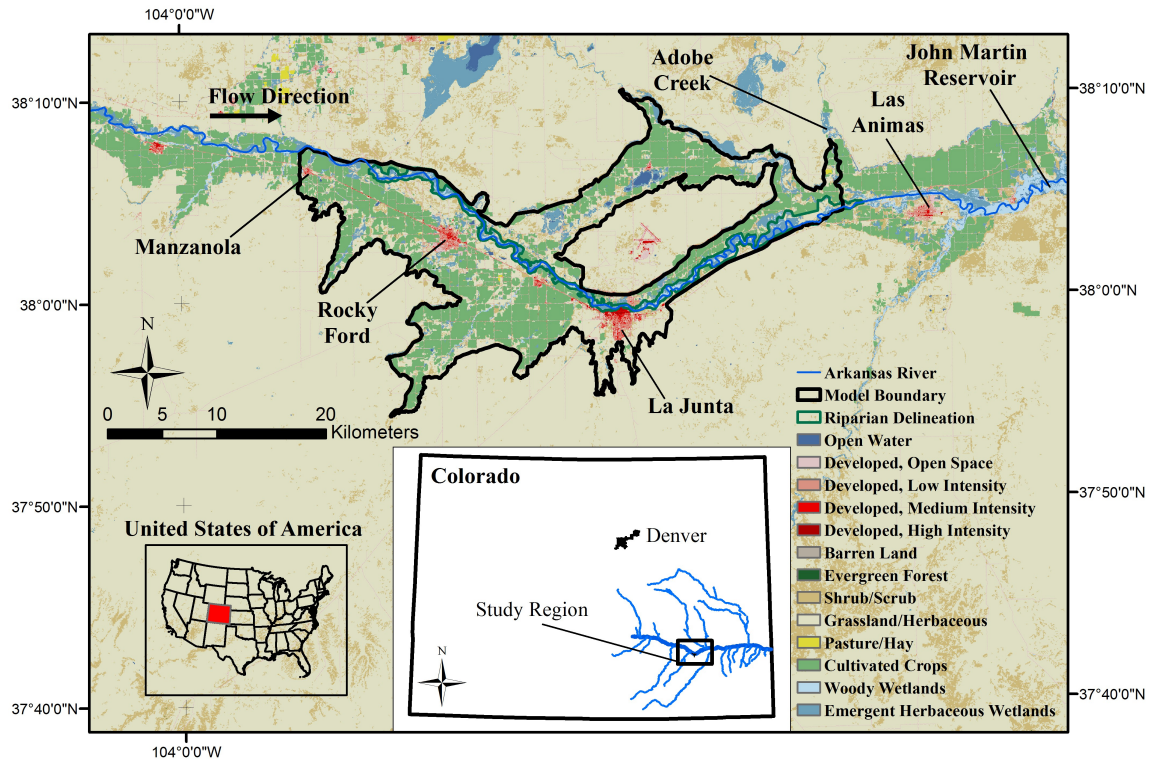 104°0'0"W
38°10'0"N
38°10'0"N
Flow Direction
Adobe
Creek
John Martin
Reservoir
Las
Animas
Manzanola
Rocky
Ford
La Junta
38°0'0"N
38°0'0"N
N
0 5 10 20
Kilometers
Arkansas River
Model Boundary
Riparian Delineation
Open Water
Developed, Open Space
Developed, Low Intensity
Developed, Medium Intensity
Developed, High Intensity
Barren Land
Evergreen Forest
Shrub/Scrub
Grassland/Herbaceous
Pasture/Hay
Cultivated Crops
Woody Wetlands
Emergent Herbaceous Wetlands
37°50'0"N
37°50'0"N
United States of America
Colorado
Denver
Study Region
N
37°40'0"N
37°40'0"N
104°0'0"W